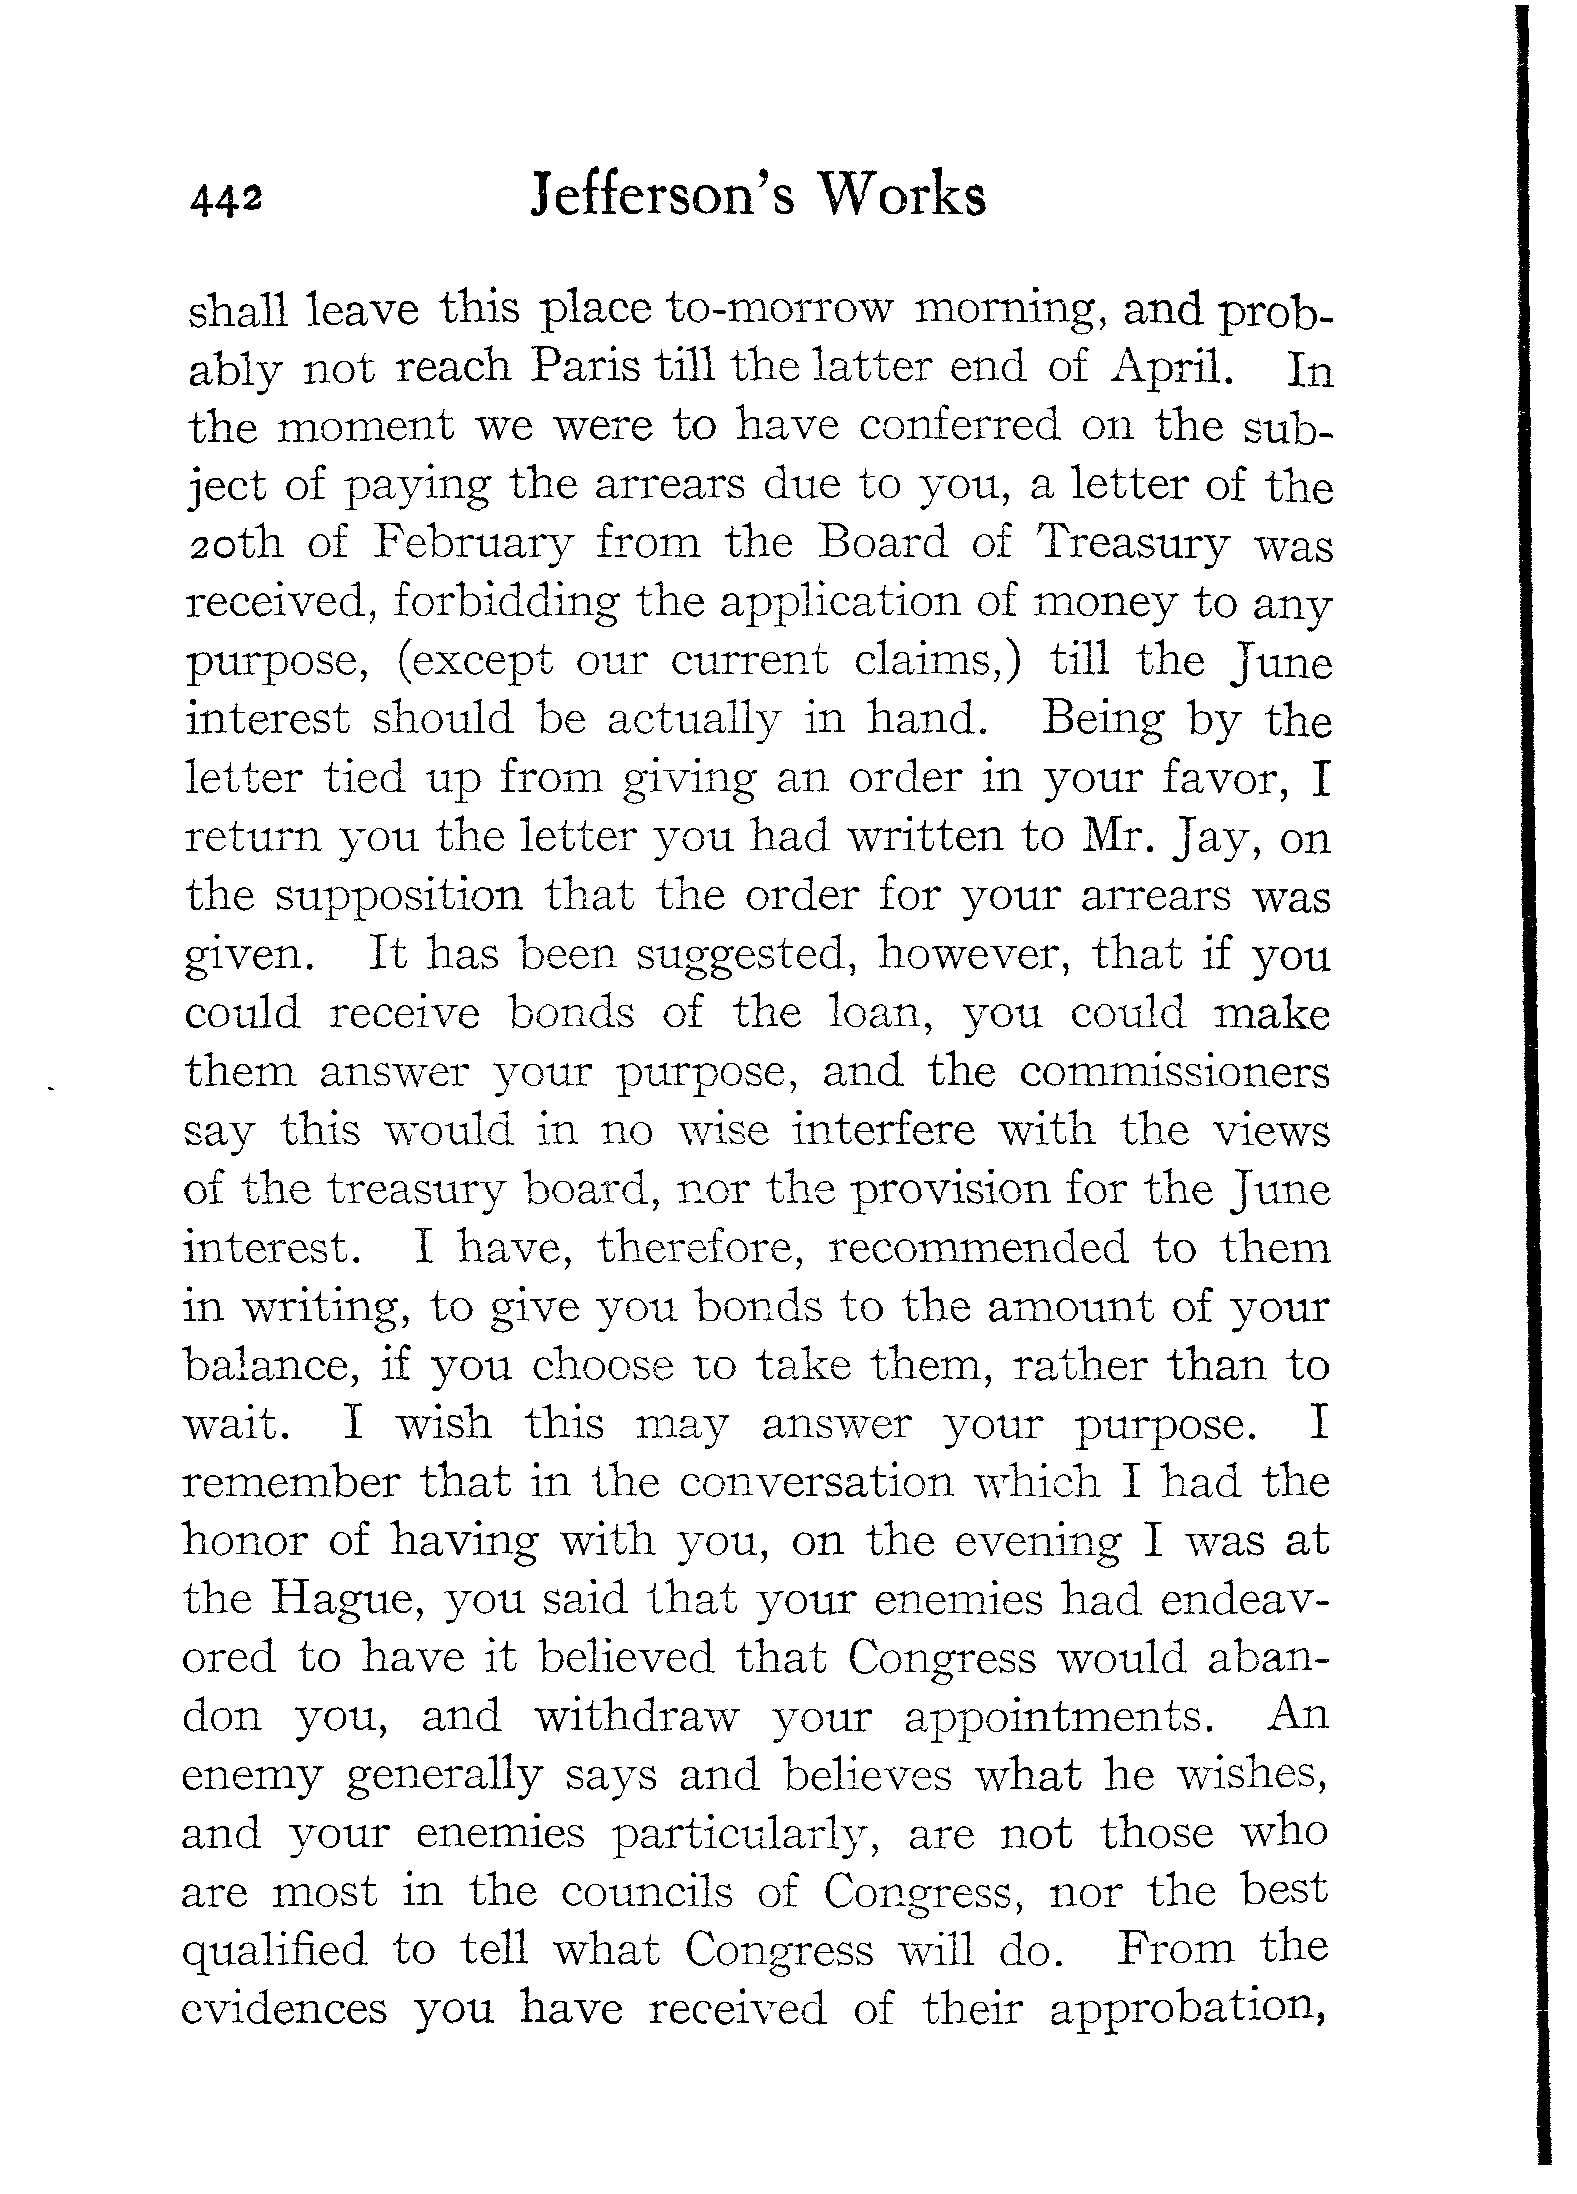 442 Jefferson's Works
shall leave this place to-morrow morning, and prob-
ably not reach Paris till the latter end of April. In
the moment we were to have conferred on the sub-
ject of paying the arrears due to you, a letter of the
20th of February from the Board of Treasury was
received, forbidding the application of money to any
purpose, (except our current claims,) till the June
interest should be actually in hand. Being by the
letter tied up from giving an order in your favor, I
return you the letter you had written to Mr. Jay, on
the supposition that the order for your arrears was
given. It has been suggested, however, that if you
could receive bonds of the loan, you could make
them answer your purpose, and the commissioners
say this would in no wise interfere with the views
of the treasury board, nor the provision for the June
interest. I have, therefore, recommended to them
in writing, to give you bonds to the amount of your
balance, if you choose to take them, rather than to
wait. I wish this may answer your purpose. I
remember that in the conversation which I had the
honor of having with you, on the evening I was at
the Hague, you said that your enemies had endeav-
ored to have it believed that Congress would aban-
don you, and withdraw your appointments. An
enemy generally says and believes what he wishes,
and your enemies particularly, are not those who
are most in the councils of Congress, nor the best
qualified to tell what Congress will do. From the
evidences you have received of their approbation,